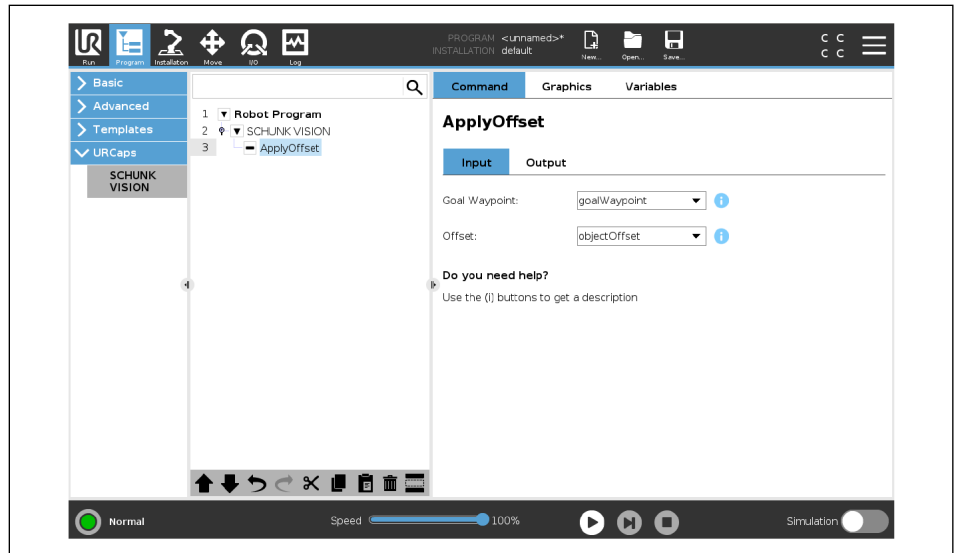 UR
PROGRAM <unnamed>*
INSTALLATION default
C C
C C
Run Program Installation Move I/O Log New... Open... Save...
Basic
Advanced
Templates
URCaps
SCHUNK
VISION
1 Robot Program
2 SCHUNK VISION
3 ApplyOffset
Command Graphics Variables
ApplyOffset
Input Output
Goal Waypoint: goalWaypoint i
Offset: objectOffset i
Do you need help?
Use the (i) buttons to get a description
Normal Speed 100% Simulation